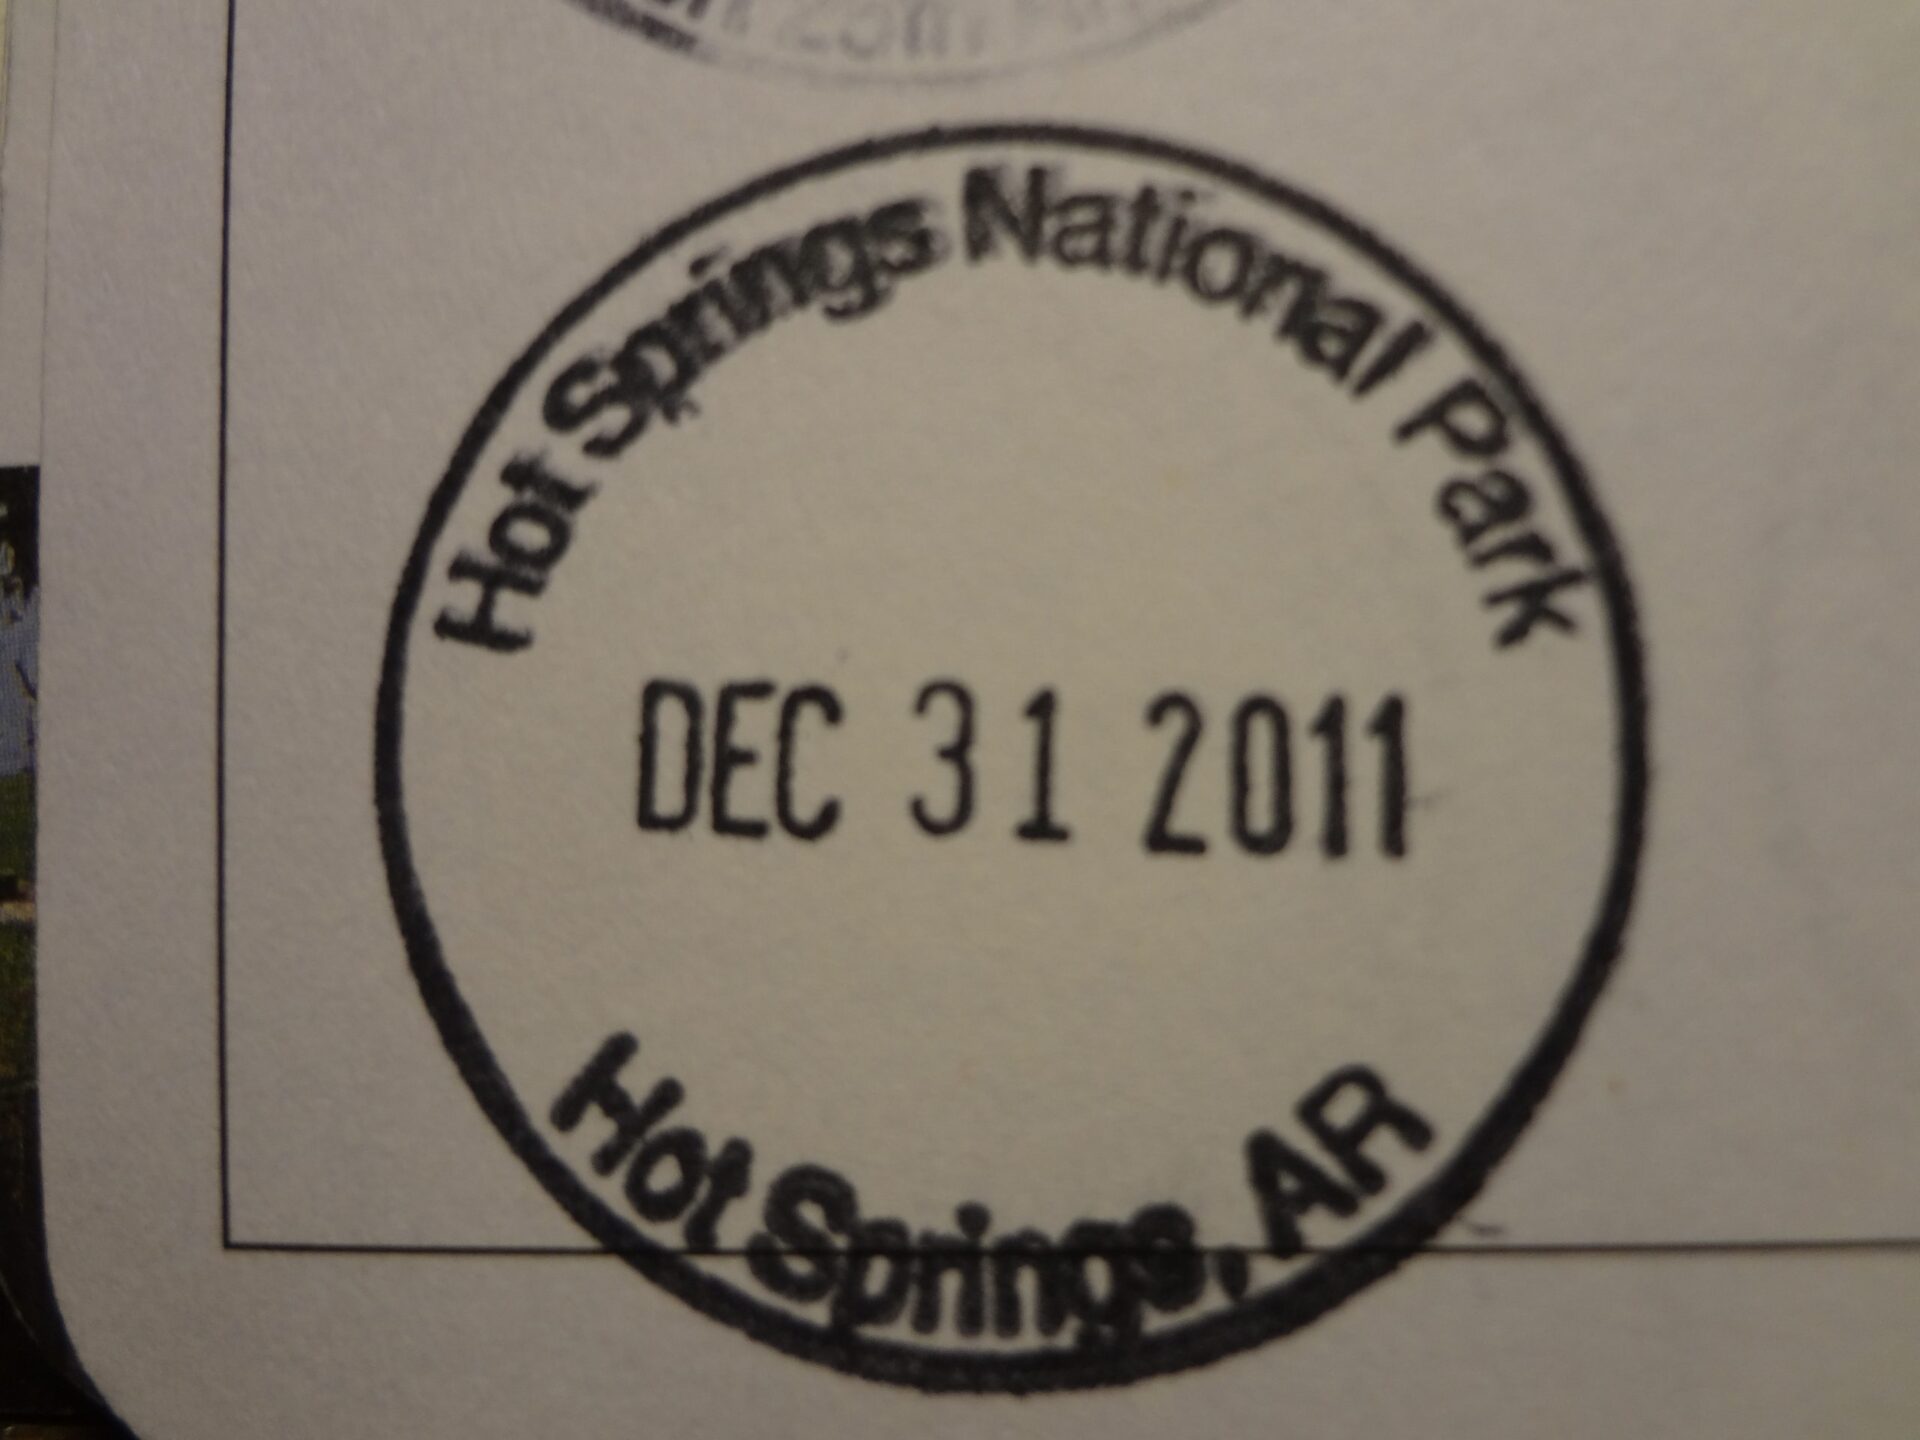 Hot Springs National Park
DEC 31 2011
Hot Springs, AR